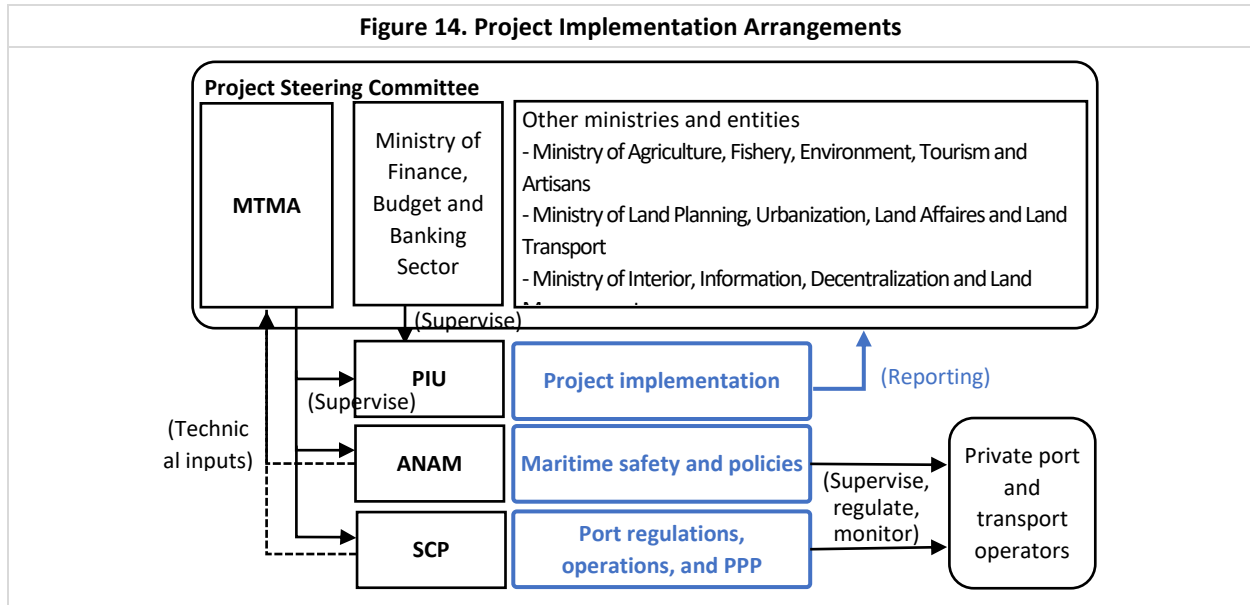 Figure 14. Project Implementation Arrangements
Project Steering Committee
MTMA
Ministry of
Finance,
Budget and
Banking
Sector
Other ministries and entities
- Ministry of Agriculture, Fishery, Environment, Tourism and
Artisans
- Ministry of Land Planning, Urbanization, Land Affaires and Land
Transport
- Ministry of Interior, Information, Decentralization and Land
(Supervise)
PIU
Project implementation
(Reporting)
(Supervise)
(Technic
al inputs)
ANAM
Maritime safety and policies
(Supervise,
regulate,
monitor)
Private port
and
transport
operators
SCP
Port regulations,
operations, and PPP